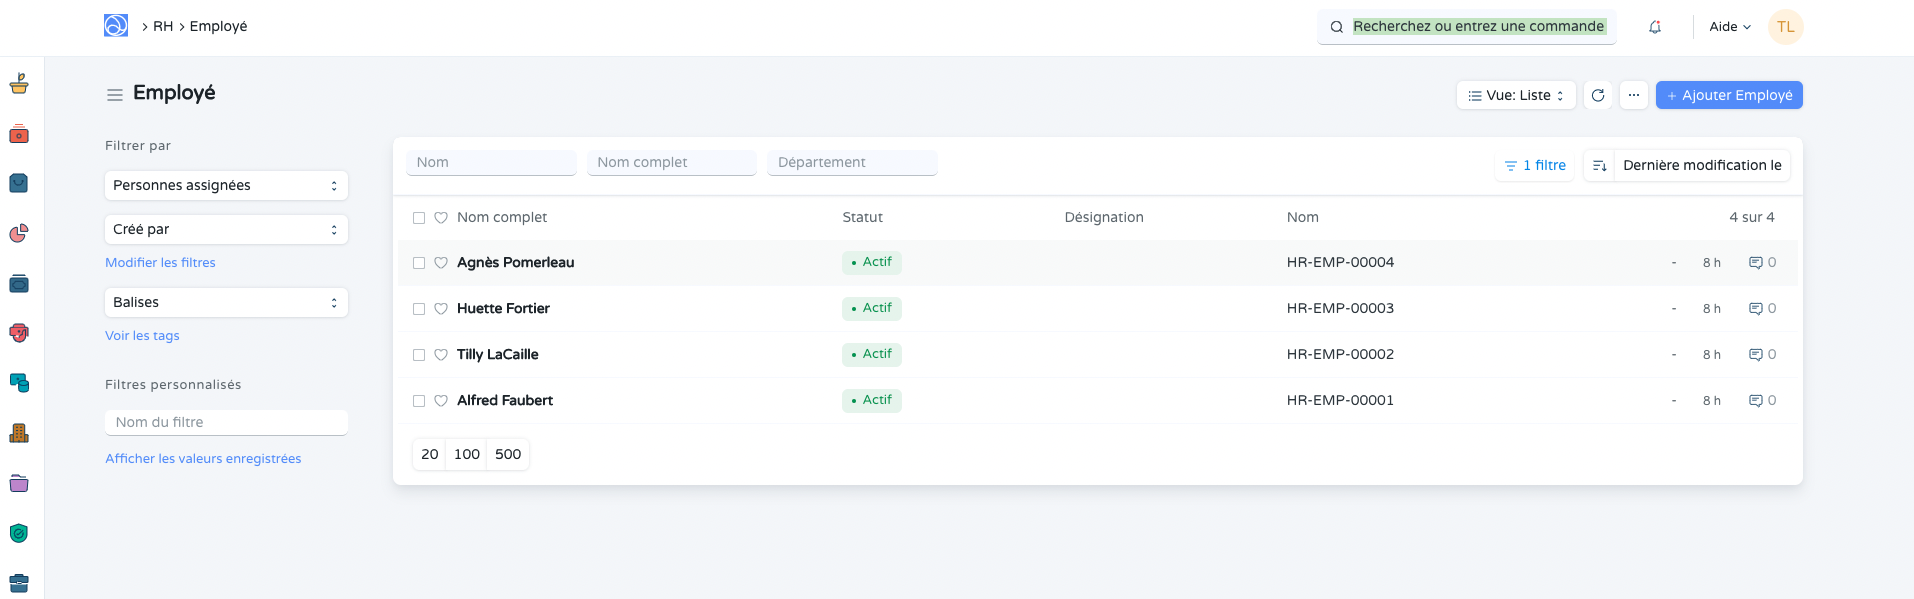 RH > Employé
Recherchez ou entrez une commande
Aide
TL
Employé
Vue: Liste
...
+ Ajouter Employé
Filtrer par
Personnes assignées
Créé par
Modifier les filtres
Balises
Voir les tags
Filtres personnalisés
Nom du filtre
Afficher les valeurs enregistrées
Nom Nom complet Département
1 filtre
Dernière modification le
Nom complet Statut Désignation Nom 4 sur 4
Agnès Pomerleau Actif HR-EMP-00004 - 8 h 0
Huette Fortier Actif HR-EMP-00003 - 8 h 0
Tilly LaCaille Actif HR-EMP-00002 - 8 h 0
Alfred Faubert Actif HR-EMP-00001 - 8 h 0
20 100 500